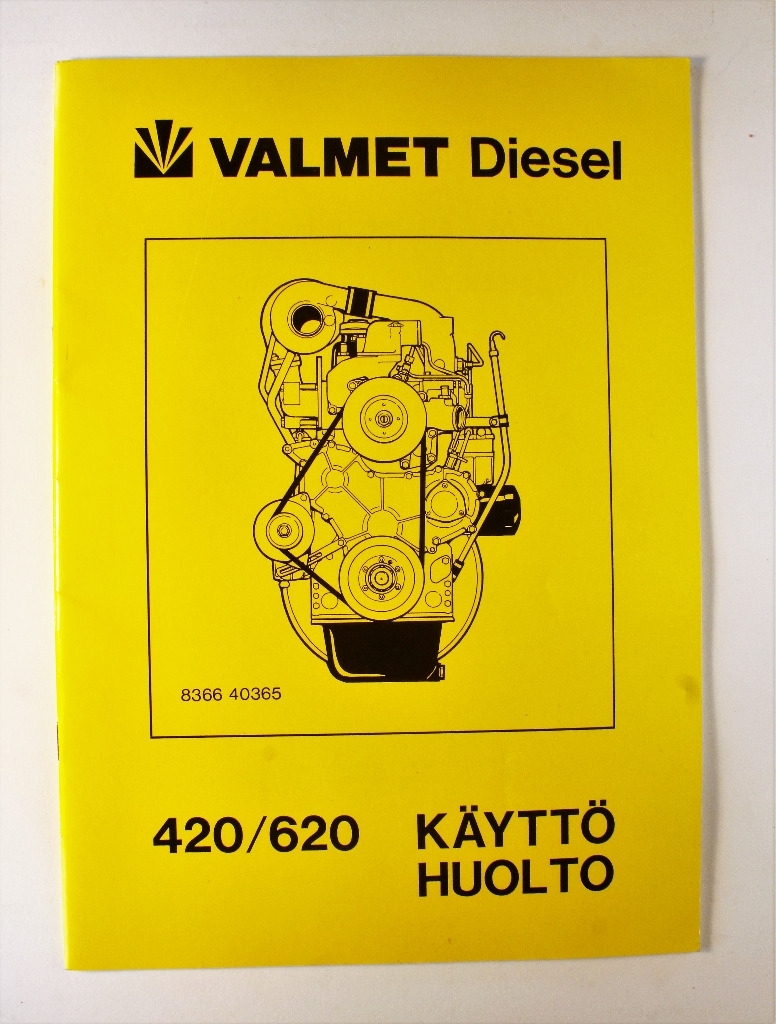 VALMET Diesel
8366 40365
420/620 KÄYTTÖ
HUOLTO